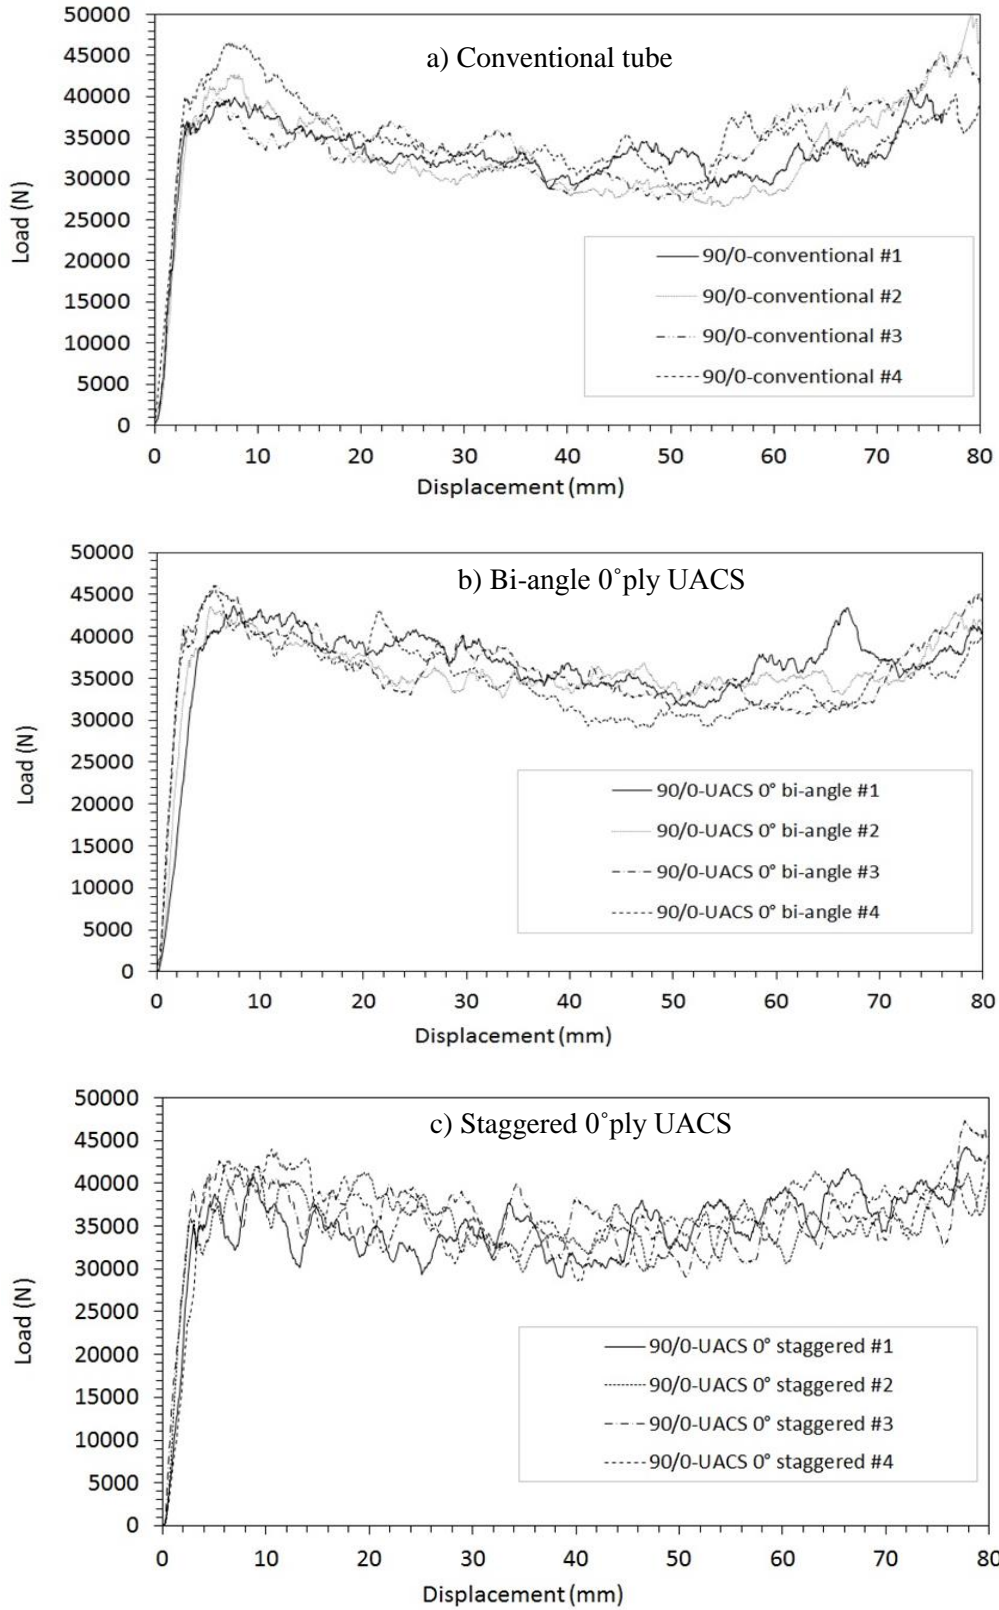 a) Conventional tube
50000
45000
40000
35000
30000
25000
20000
15000
10000
5000
0
Load (N)
90/0-conventional #1
90/0-conventional #2
90/0-conventional #3
90/0-conventional #4
0 10 20 30 40 50 60 70 80
Displacement (mm)
b) Bi-angle 0˚ply UACS
50000
45000
40000
35000
30000
25000
20000
15000
10000
5000
0
Load (N)
90/0-UACS 0° bi-angle #1
90/0-UACS 0° bi-angle #2
90/0-UACS 0° bi-angle #3
90/0-UACS 0° bi-angle #4
0 10 20 30 40 50 60 70 80
Displacement (mm)
c) Staggered 0˚ply UACS
50000
45000
40000
35000
30000
25000
20000
15000
10000
5000
0
Load (N)
90/0-UACS 0° staggered #1
90/0-UACS 0° staggered #2
90/0-UACS 0° staggered #3
90/0-UACS 0° staggered #4
0 10 20 30 40 50 60 70 80
Displacement (mm)